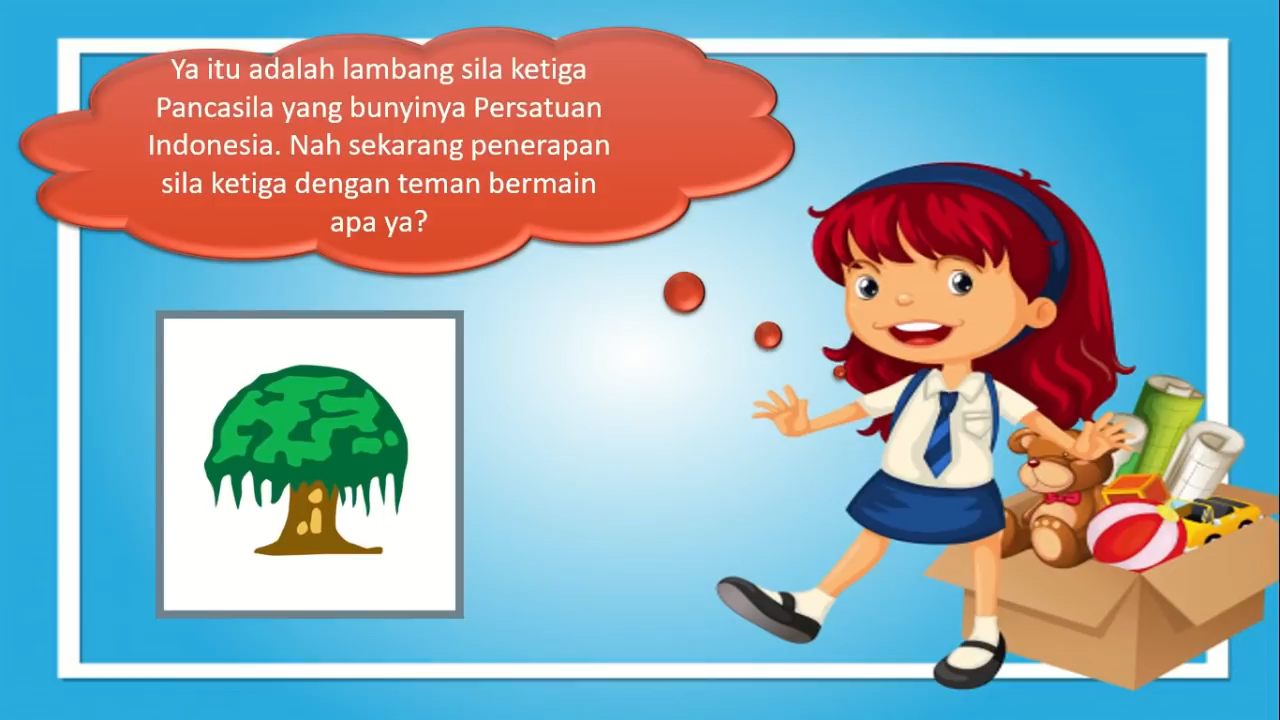 Ya itu adalah lambang sila ketiga
Pancasila yang bunyinya Persatuan
Indonesia. Nah sekarang penerapan
sila ketiga dengan teman bermain
apa ya?